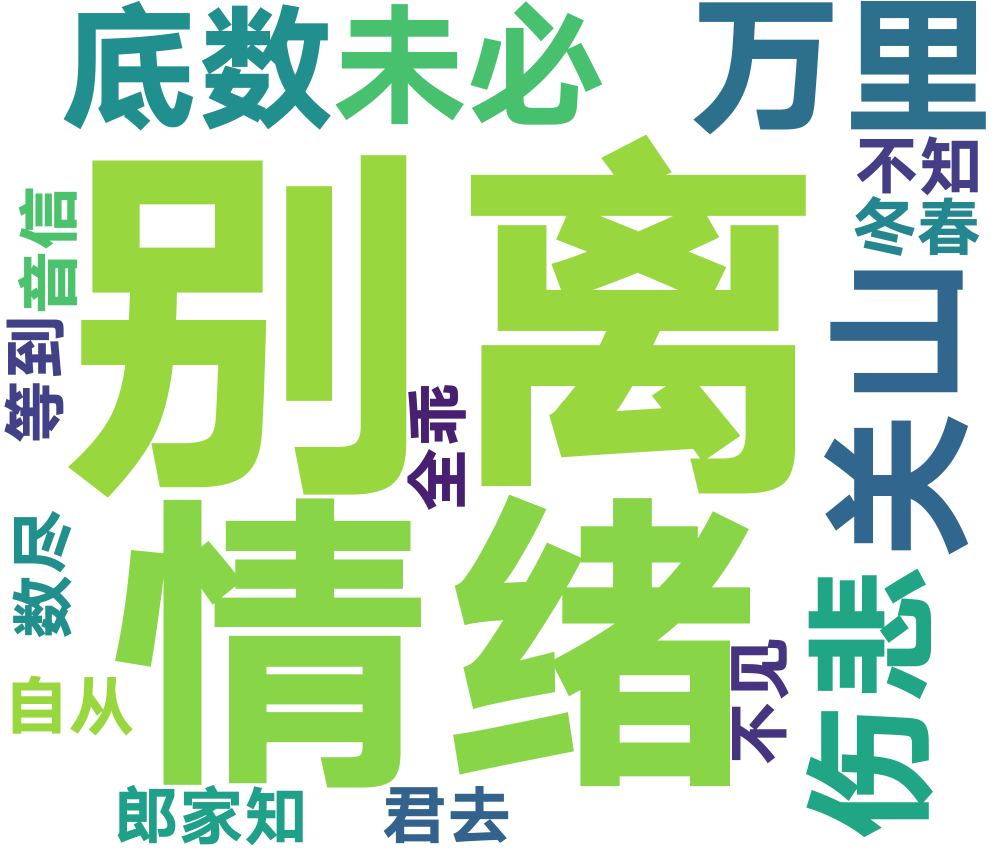 底数
未必
万里
不知
冬春
别离
音信
等到
全乖
关山
情绪
数尽
自从
不见
伤悲
郎家知
君去